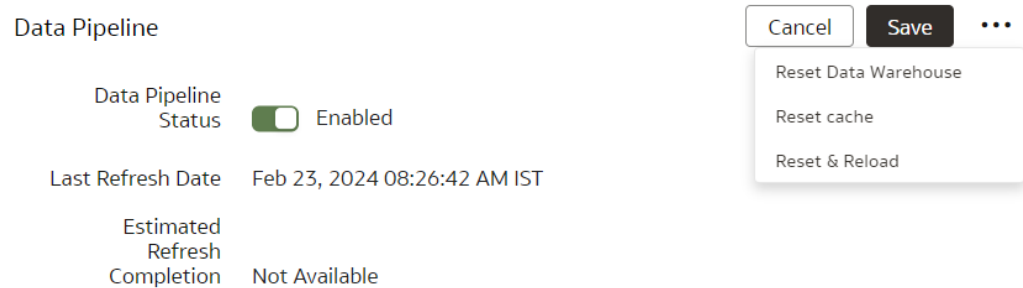 Data Pipeline
Cancel
Save
...
Reset Data Warehouse
Reset cache
Reset & Reload
Data Pipeline
Status
Enabled
Last Refresh Date
Feb 23, 2024 08:26:42 AM IST
Estimated
Refresh
Completion
Not Available